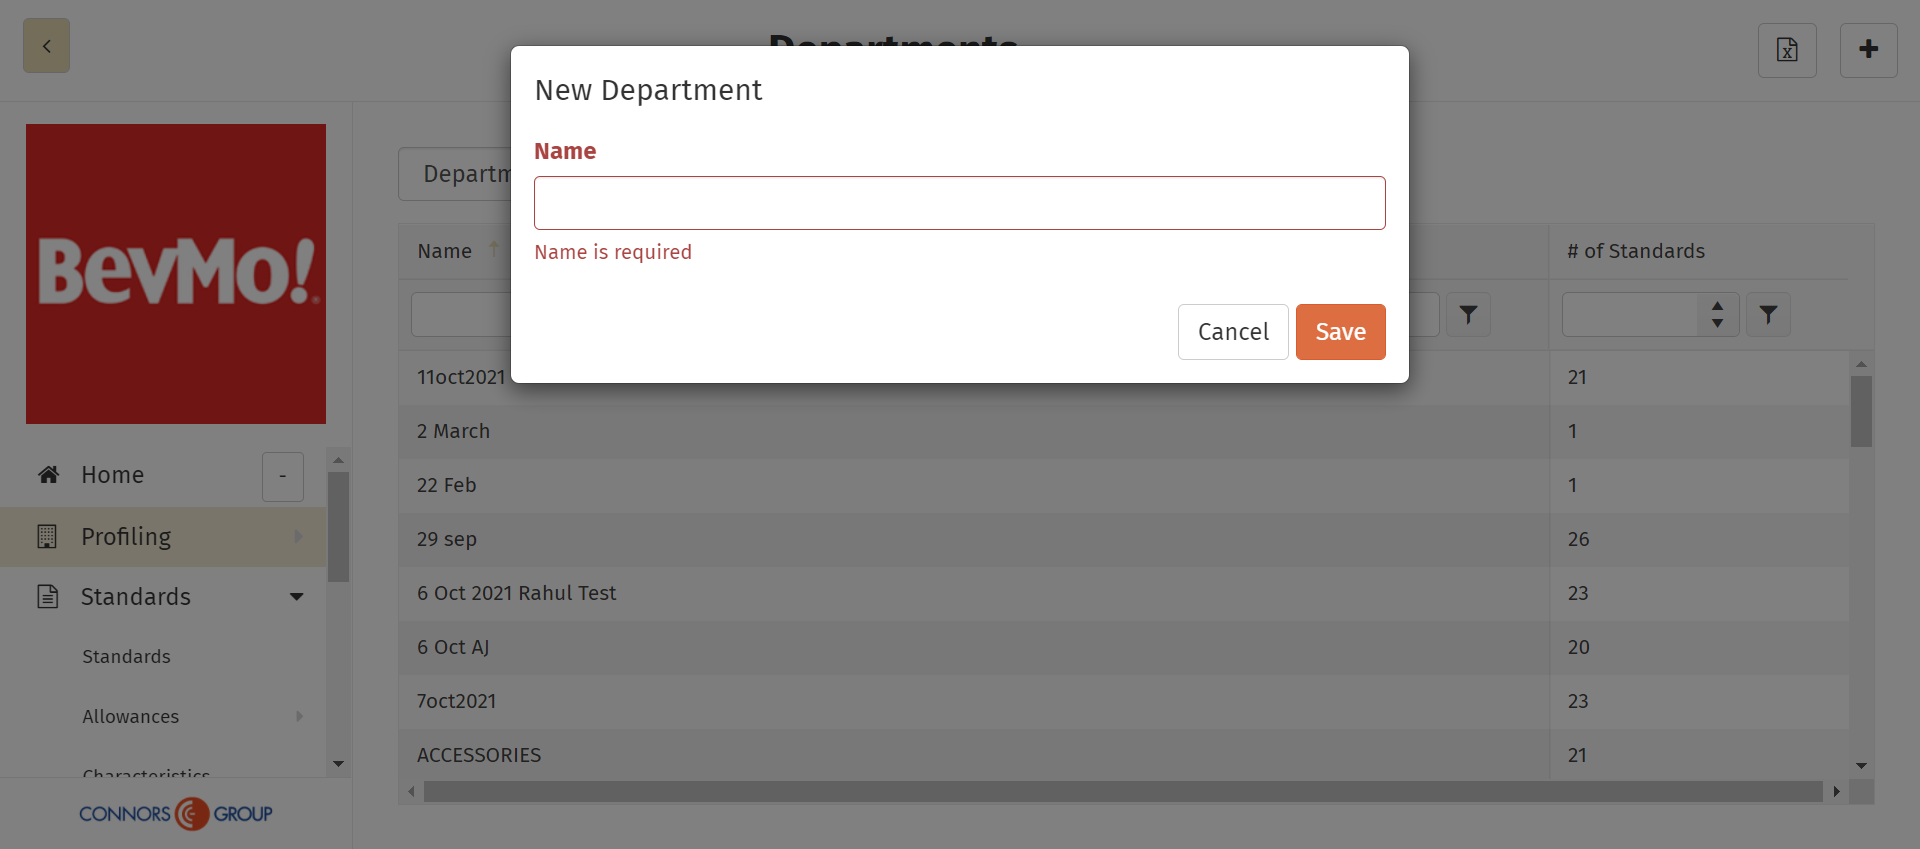 Departments
New Department
Name
Name is required
Cancel
Save
BevMo!
Name
# of Standards
11oct2021
21
2 March
1
22 Feb
1
29 sep
26
6 Oct 2021 Rahul Test
23
6 Oct AJ
20
7oct2021
23
ACCESSORIES
21
Home
-
Profiling
Standards
Standards
Allowances
Characteristics
CONNORS GROUP